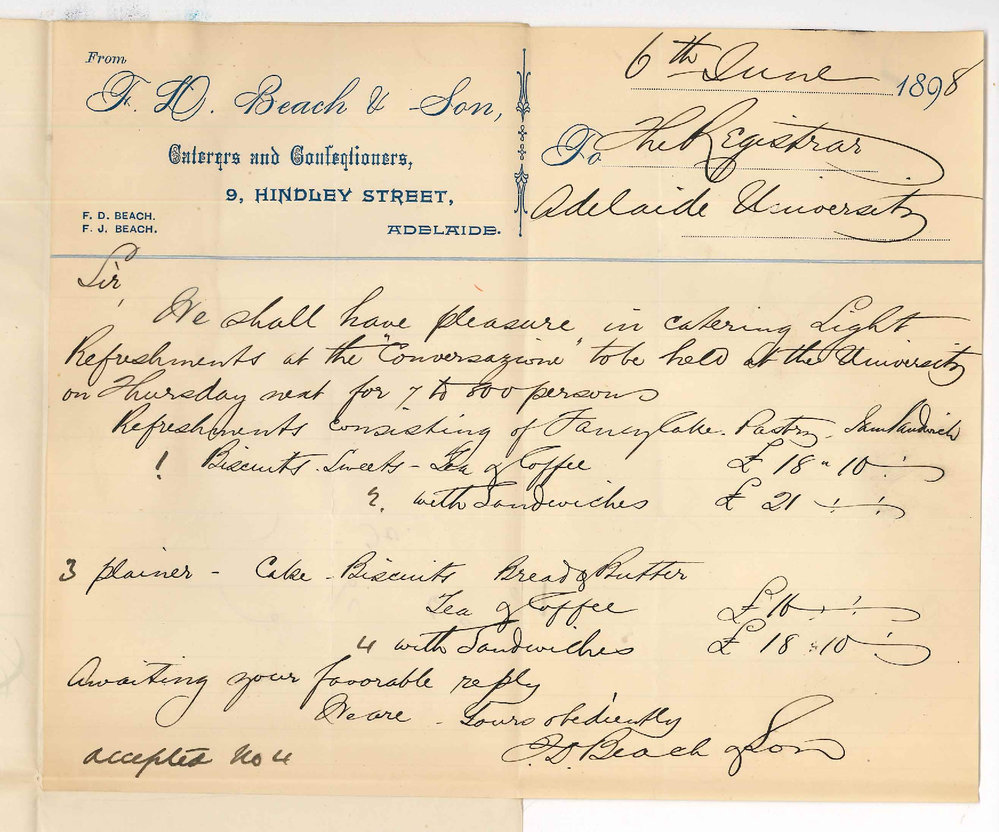 From
F. D. Beach & Son,
Caterers and Confectioners,
9, HINDLEY STREET,
F. D. BEACH.
F. J. BEACH.
ADELAIDE.
6th June 1898
To The Registrar
Adelaide University
Sir,
We shall have pleasure in catering Light
Refreshments at the "Conversazione" to be held at the University
on Thursday next for 7 to 800 persons
Refreshments consisting of Fancy Cake. Pastry. Jam Sandwich
1 Biscuits. Sweets - Tea & Coffee £ 18 " 10 :
2. with Sandwiches £ 21 : :
3 plainer - Cake - Biscuits Bread & Butter
Tea & Coffee £ 16 : :
4 with Sandwiches £ 18 : 10 :
Awaiting your favorable reply
We are - Yours obediently
F. D. Beach & Son
accepted No 4